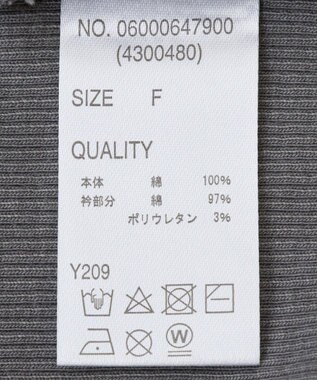 NO. 06000647900
(4300480)
SIZE F
QUALITY
本体 綿 100%
衿部分 綿 97%
ポリウレタン 3%
Y209
W